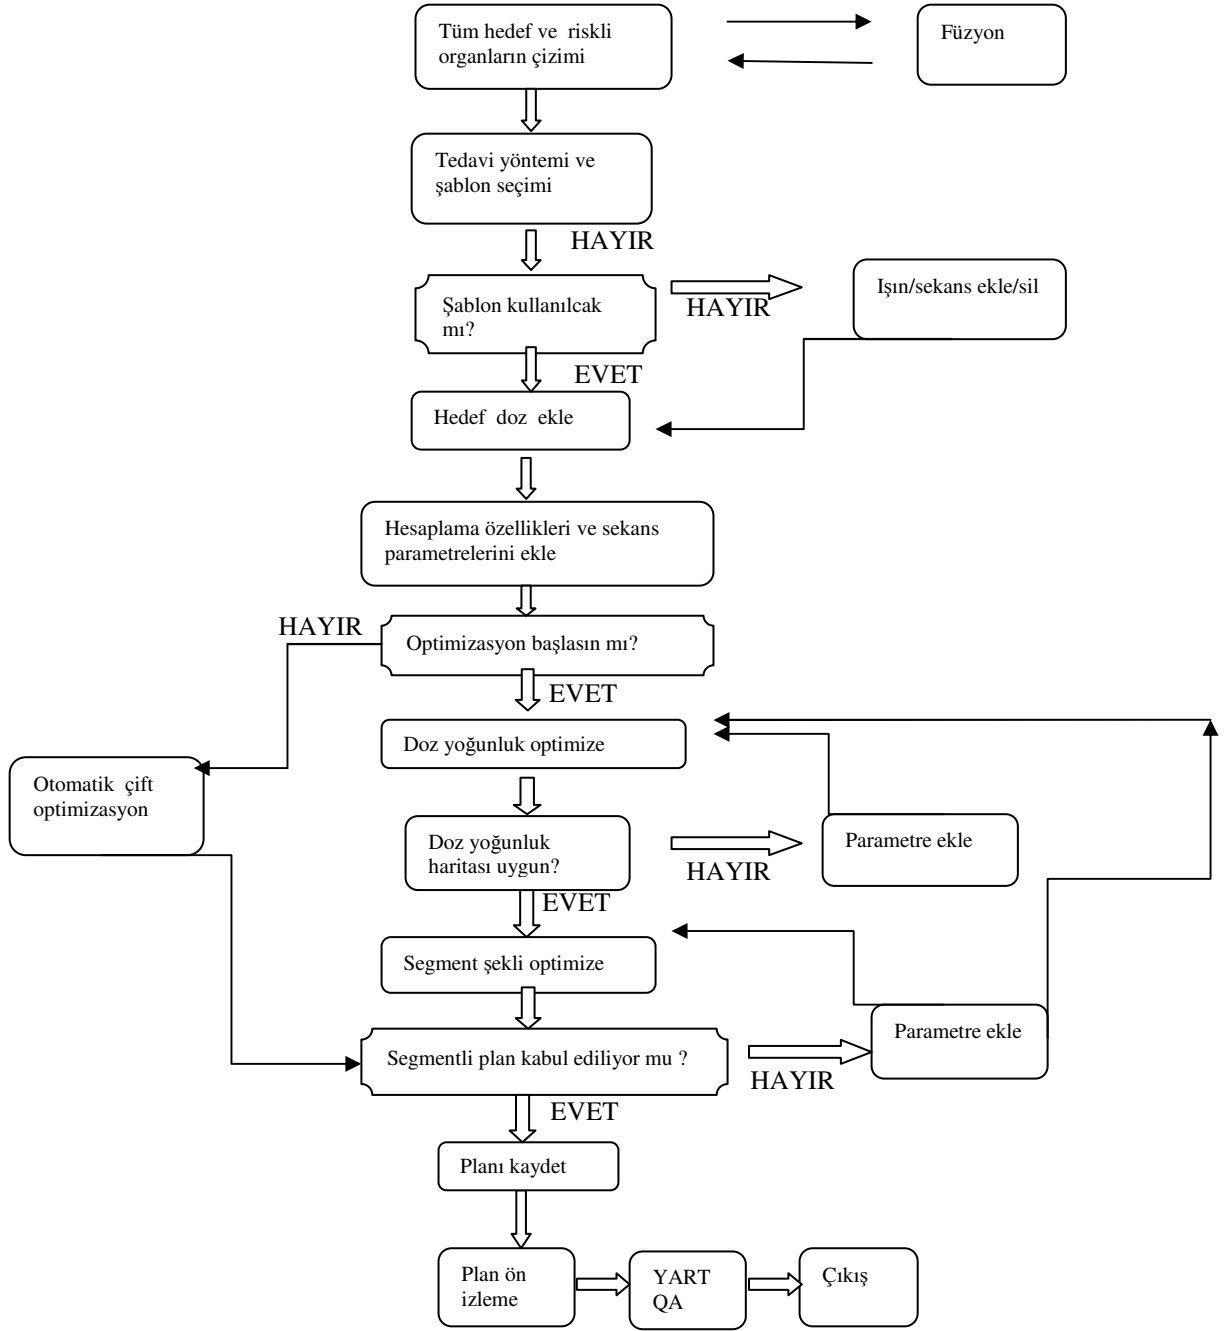 Tüm hedef ve riskli
organların çizimi
Füzyon
Tedavi yöntemi ve
şablon seçimi
HAYIR
Şablon kullanılcak
mı?
HAYIR
Işın/sekans ekle/sil
EVET
Hedef doz ekle
Hesaplama özellikleri ve sekans
parametrelerini ekle
HAYIR
Optimizasyon başlasın mı?
EVET
Doz yoğunluk optimize
Otomatik çift
optimizasyon
Doz yoğunluk
haritası uygun?
HAYIR
Parametre ekle
EVET
Segment şekli optimize
Segmentli plan kabul ediliyor mu ?
HAYIR
Parametre ekle
EVET
Planı kaydet
Plan ön
izleme
YART
QA
Çıkış